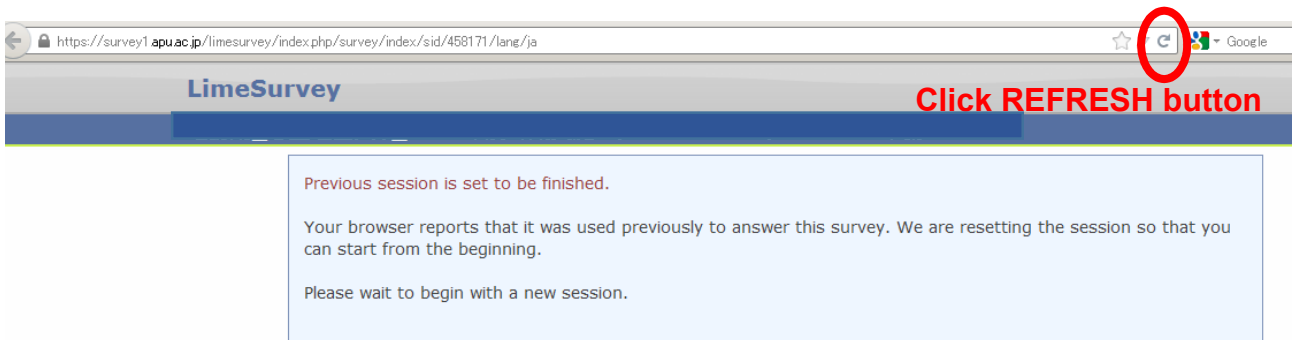 https://survey1.apu.ac.jp/limesurvey/index.php/survey/index/sid/458171/lang/ja
Google
LimeSurvey
Click REFRESH button
Previous session is set to be finished.
Your browser reports that it was used previously to answer this survey. We are resetting the session so that you
can start from the beginning.
Please wait to begin with a new session.